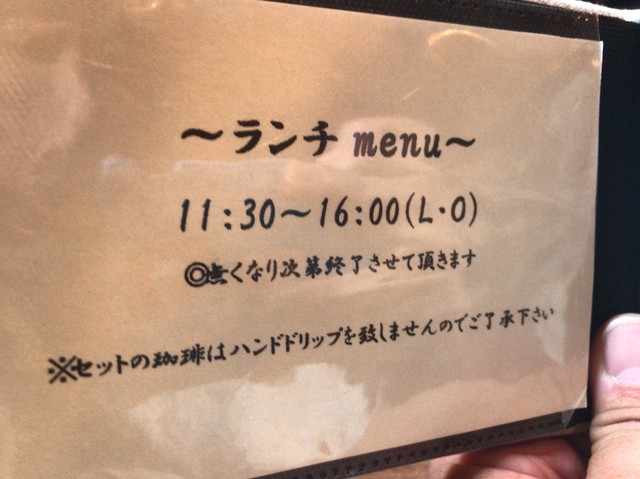 ～ランチ menu～
11:30～16:00(L・O)
◎無くなり次第終了させて頂きます
※セットの珈琲はハンドドリップを致しませんのでご了承下さい